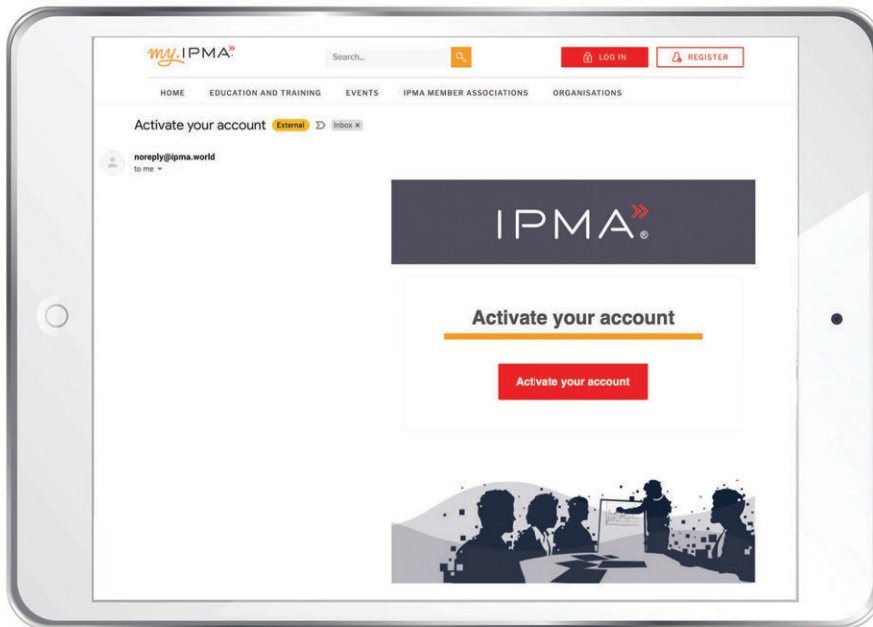 my.IPMA
Search...
LOG IN
REGISTER
HOME EDUCATION AND TRAINING EVENTS IPMA MEMBER ASSOCIATIONS ORGANISATIONS
Activate your account External Inbox ×
noreply@ipma.world
to me
IPMA®
Activate your account
Activate your account